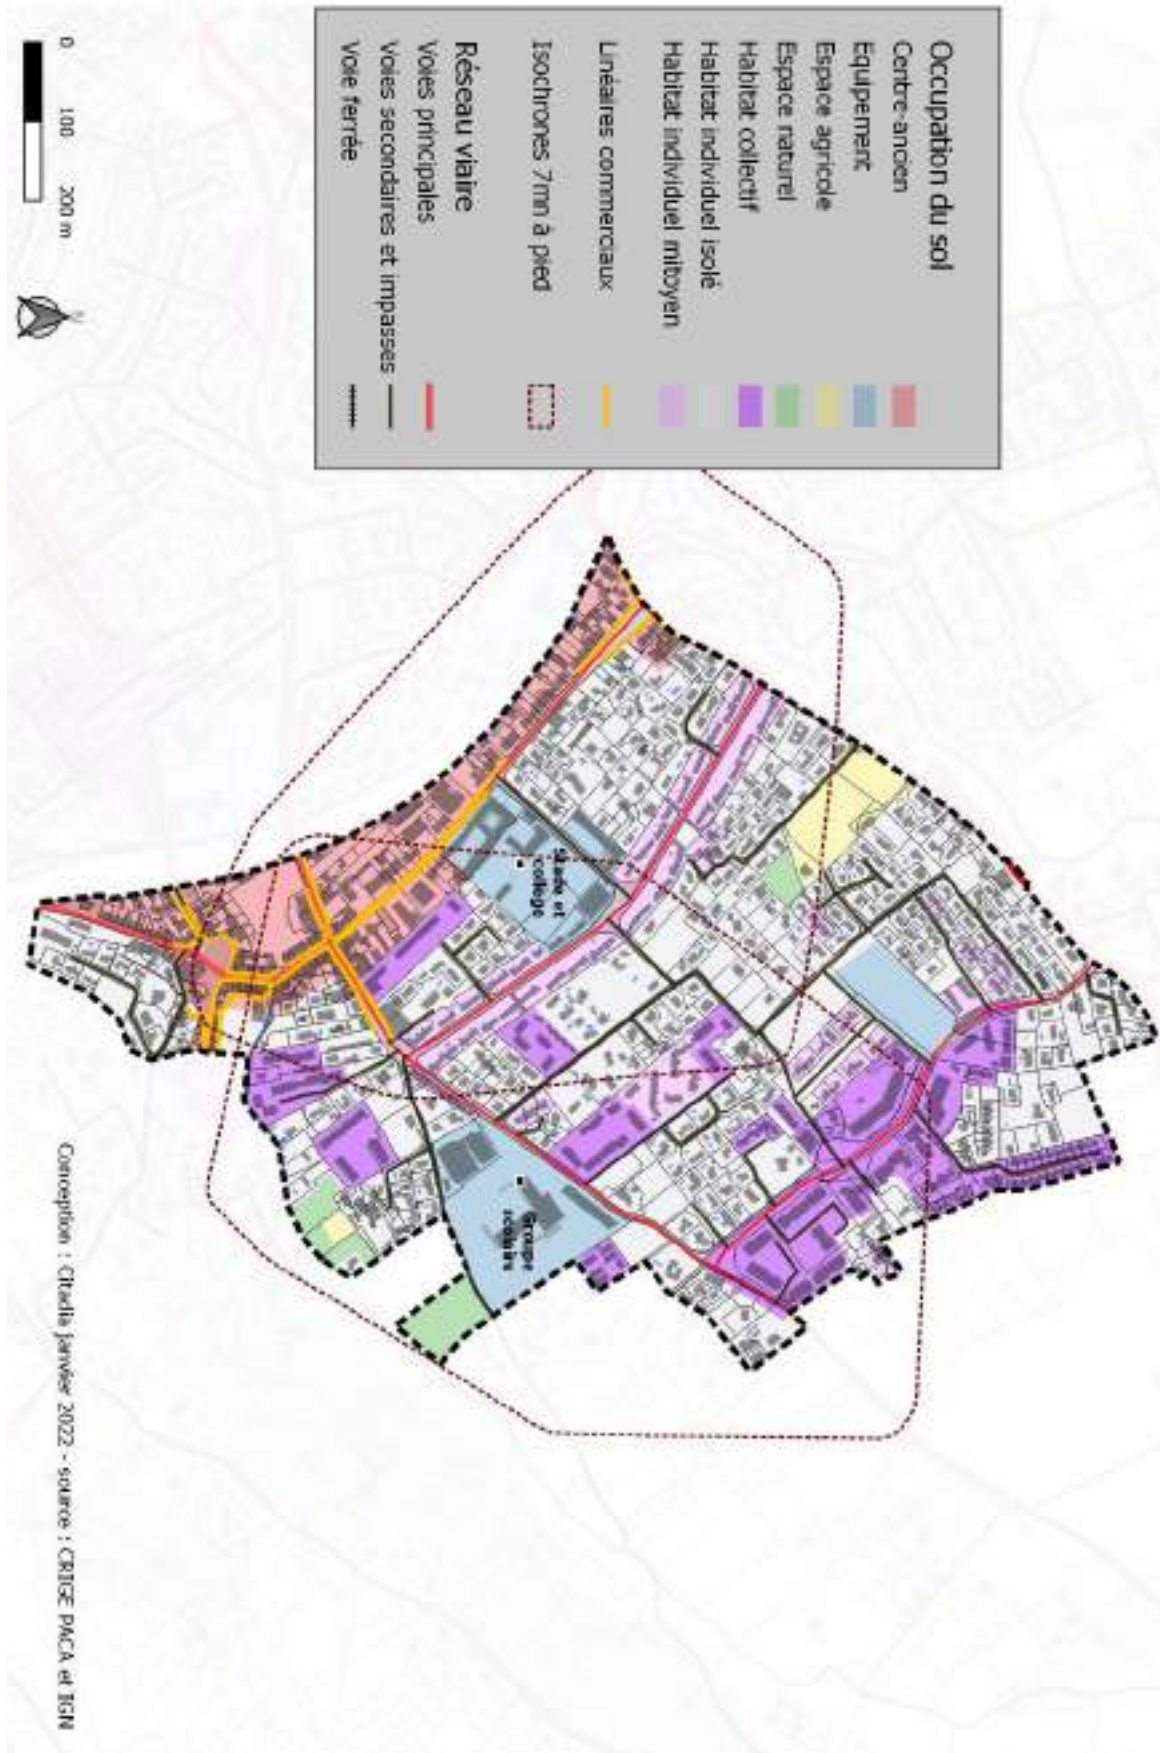 Occupation du sol
Centre-ancien
Equipement
Espace agricole
Espace naturel
Habitat collectif
Habitat individuel isolé
Habitat individuel mitoyen
Linéaires commerciaux
Isochrones 7mn à pied
Réseau viaire
Voies principales
Voies secondaires et impasses
Voie ferrée
0 100 200 m
Stade et
collège
Groupe
scolaire
Conception : Citadia janvier 2022 - source : CRIGE PACA et IGN